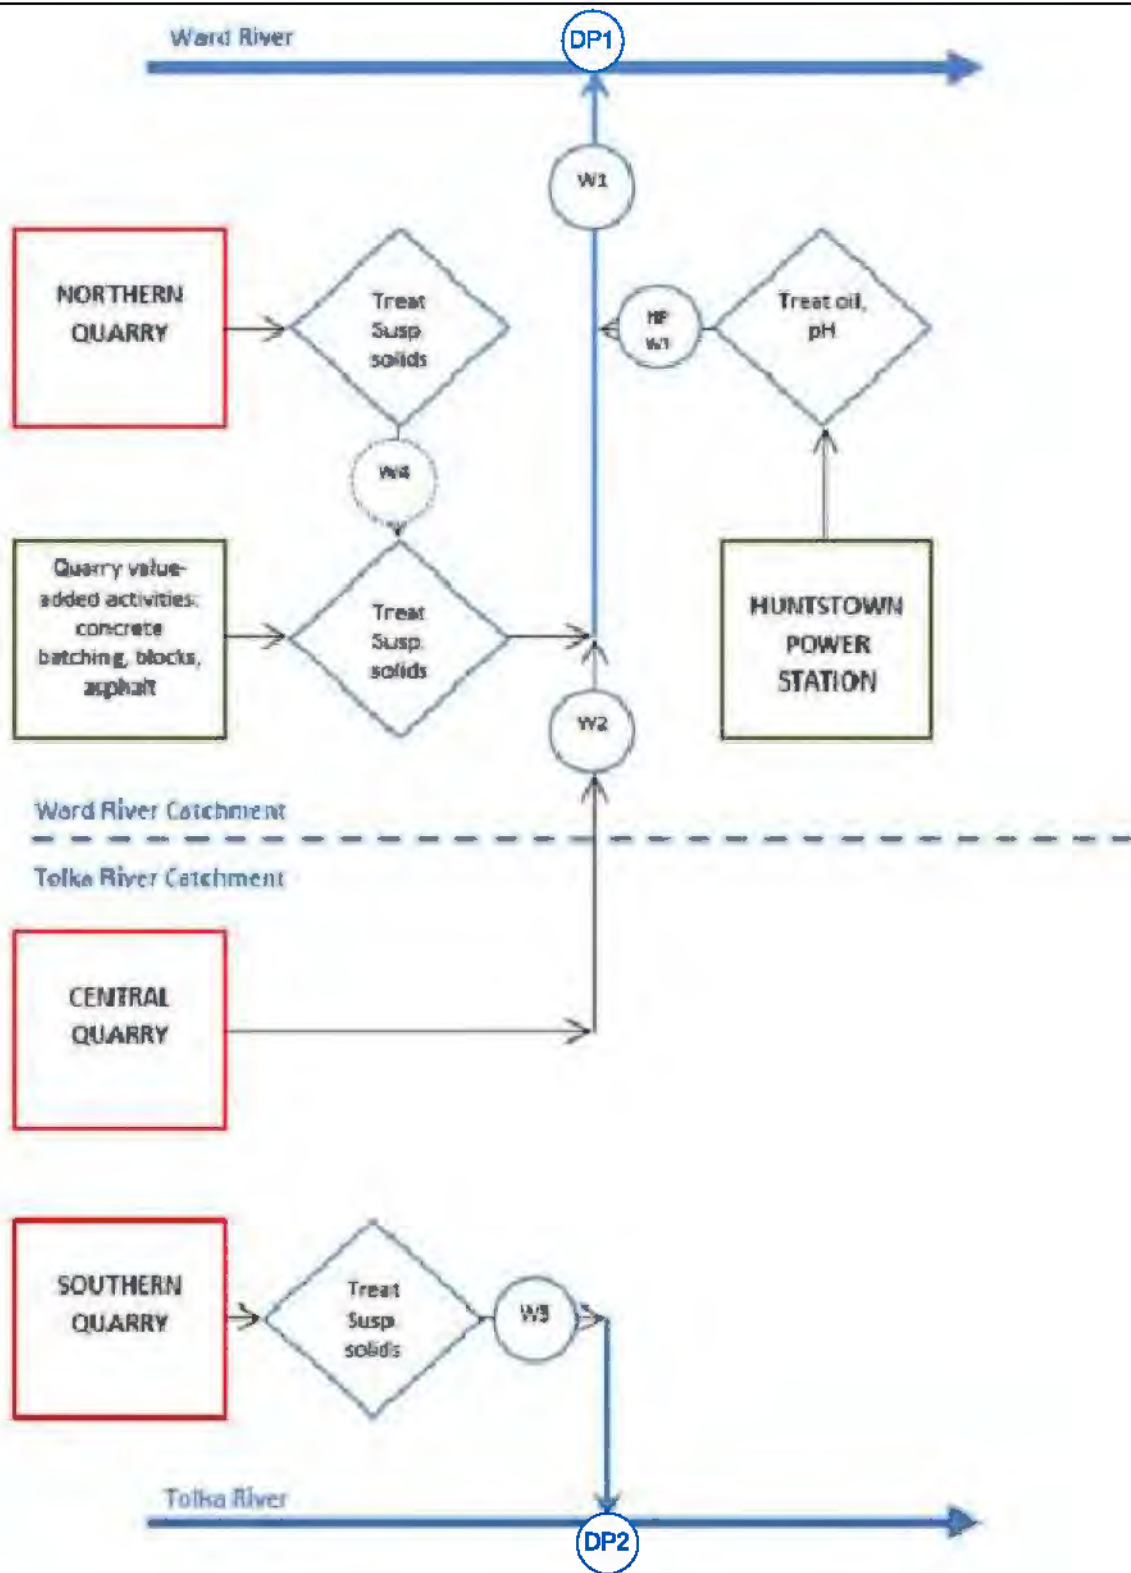 Ward River
DP1
W1
NORTHERN
QUARRY
Treat
Susp.
solids
HP
W1
Treat oil,
pH
W4
Quarry value-
added activities:
concrete
batching, blocks,
asphalt
Treat
Susp.
solids
HUNTSTOWN
POWER
STATION
W2
Ward River Catchment
Tolka River Catchment
CENTRAL
QUARRY
SOUTHERN
QUARRY
Treat
Susp.
solids
Tolka River
DP2